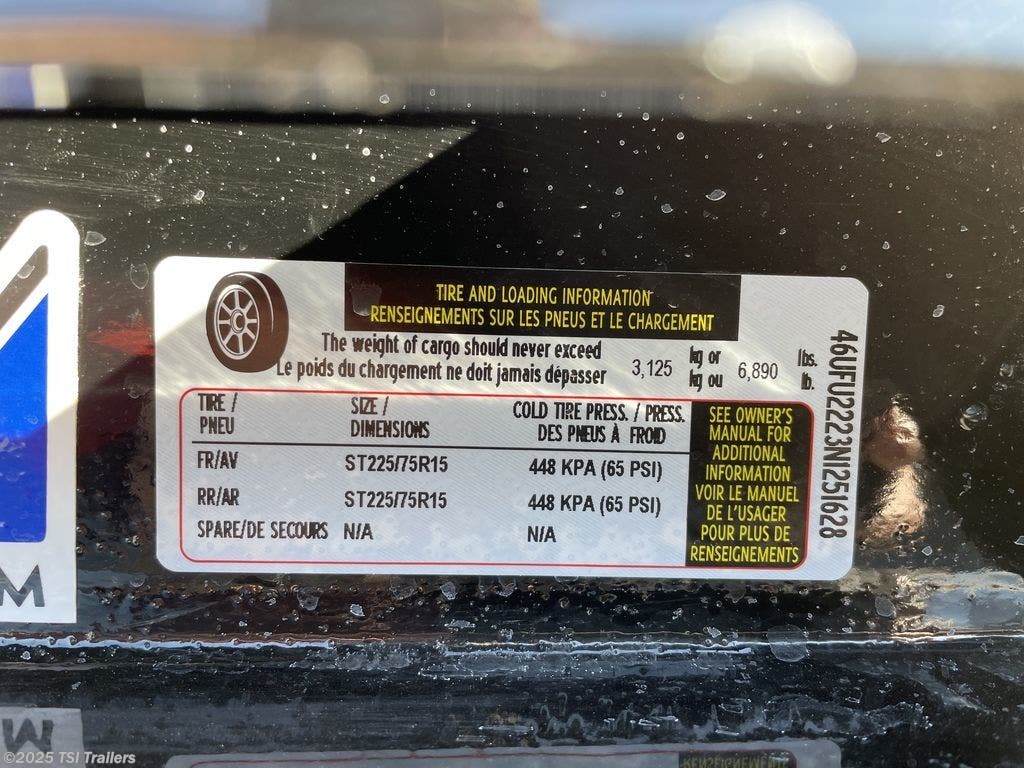 TIRE AND LOADING INFORMATION
RENSEIGNEMENTS SUR LES PNEUS ET LE CHARGEMENT
The weight of cargo should never exceed
Le poids du chargement ne doit jamais dépasser
3,125
kg or
kg ou
6,890
lbs.
lb.
TIRE /
PNEU
SIZE /
DIMENSIONS
COLD TIRE PRESS. / PRESS.
DES PNEUS À FROID
FR/AV ST225/75R15 448 KPA (65 PSI)
RR/AR ST225/75R15 448 KPA (65 PSI)
SPARE/DE SECOURS N/A N/A
SEE OWNER'S
MANUAL FOR
ADDITIONAL
INFORMATION
VOIR LE MANUEL
DE L'USAGER
POUR PLUS DE
RENSEIGNEMENTS
46UFU2223N1251628
M
©2025 TSI Trailers